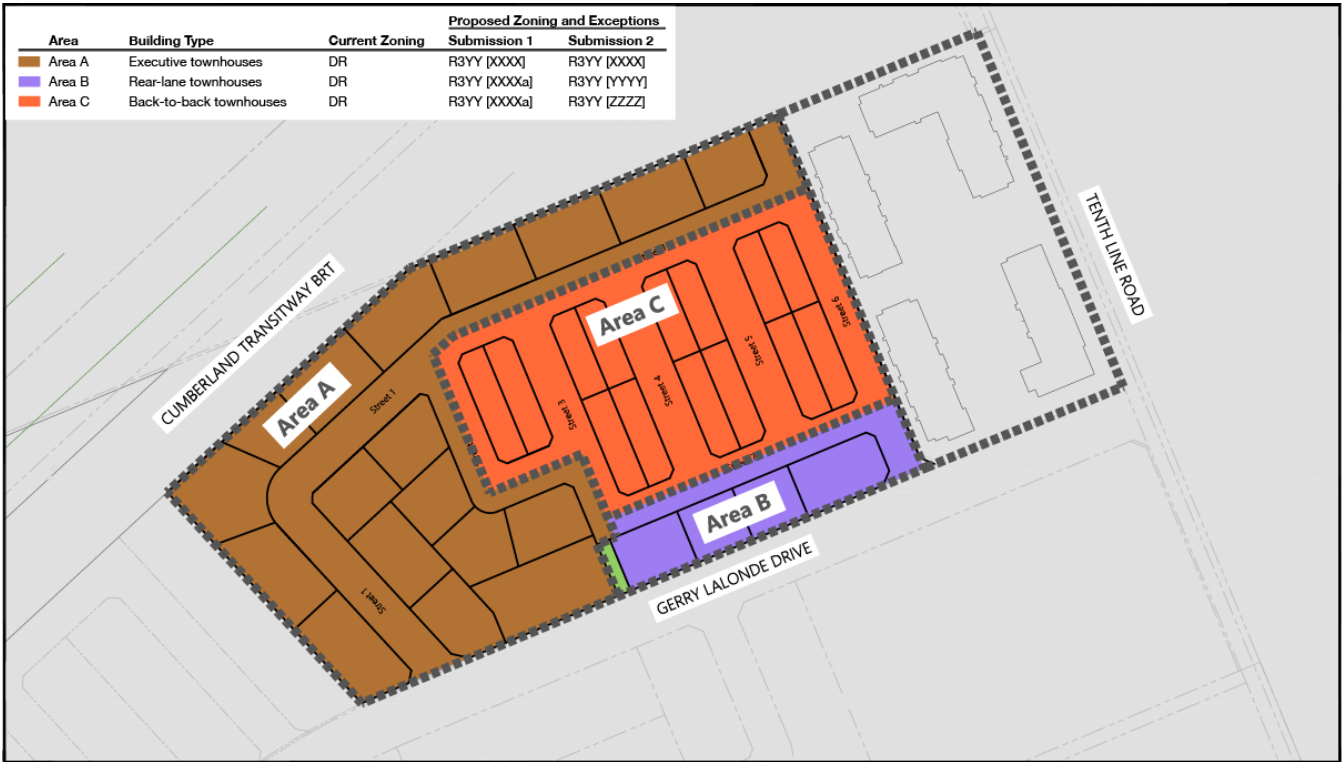 Proposed Zoning and Exceptions
Area Building Type Current Zoning Submission 1 Submission 2
Area A Executive townhouses DR R3YY [XXXX] R3YY [XXXX]
Area B Rear-lane townhouses DR R3YY [XXXXa] R3YY [YYYY]
Area C Back-to-back townhouses DR R3YY [XXXXa] R3YY [ZZZZ]
TENTH LINE ROAD
CUMBERLAND TRANSITWAY BRT
Area C
Street 6
Street 5
Street 4
Street 3
Area A
Street 1
Area B
GERRY LALONDE DRIVE
Street 1